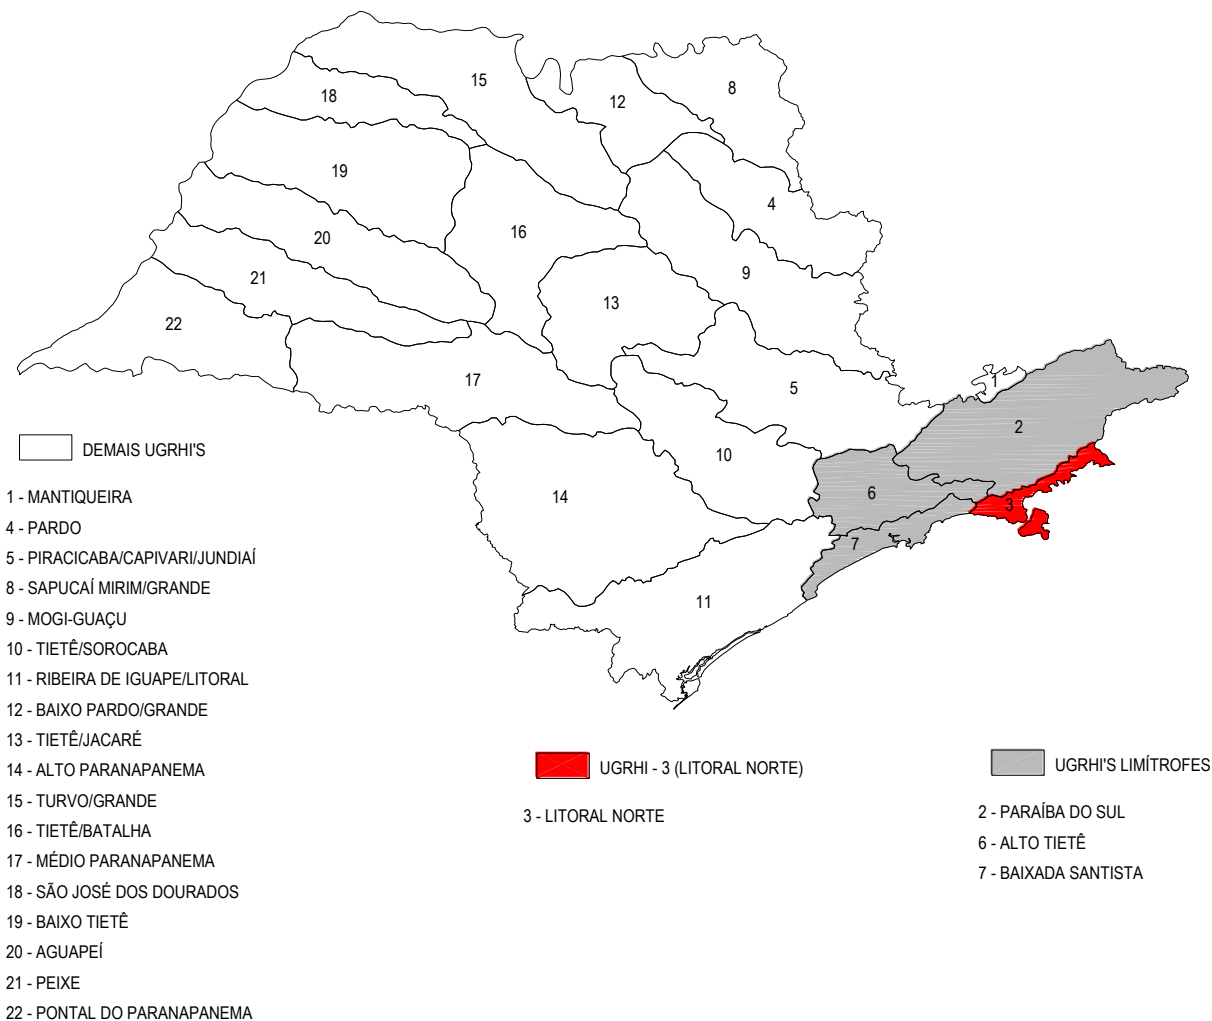 15
8
18
12
19
4
16
20
9
21
13
22
1
17
5
2
DEMAIS UGRHI'S
10
14
6
3
7
11
1 - MANTIQUEIRA
4 - PARDO
5 - PIRACICABA/CAPIVARI/JUNDIAÍ
8 - SAPUCAÍ MIRIM/GRANDE
9 - MOGI-GUAÇU
10 - TIETÊ/SOROCABA
11 - RIBEIRA DE IGUAPE/LITORAL
12 - BAIXO PARDO/GRANDE
13 - TIETÊ/JACARÉ
14 - ALTO PARANAPANEMA
15 - TURVO/GRANDE
16 - TIETÊ/BATALHA
17 - MÉDIO PARANAPANEMA
18 - SÃO JOSÉ DOS DOURADOS
19 - BAIXO TIETÊ
20 - AGUAPEÍ
21 - PEIXE
22 - PONTAL DO PARANAPANEMA
UGRHI - 3 (LITORAL NORTE)
3 - LITORAL NORTE
UGRHI'S LIMÍTROFES
2 - PARAÍBA DO SUL
6 - ALTO TIETÊ
7 - BAIXADA SANTISTA